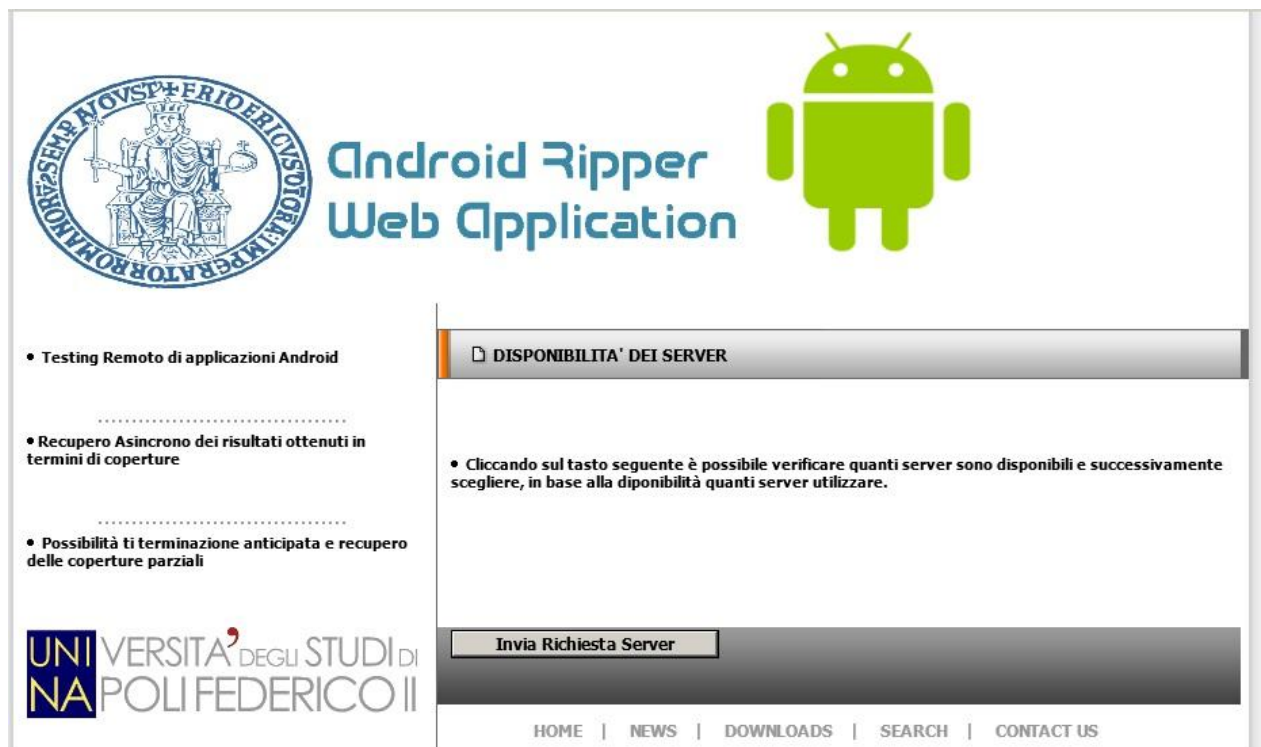 Android Ripper
Web Application
• Testing Remoto di applicazioni Android
• Recupero Asincrono dei risultati ottenuti in
termini di coperture
• Possibilità ti terminazione anticipata e recupero
delle coperture parziali
UNIVERSITA' DEGLI STUDI DI
NAPOLI FEDERICO II
DISPONIBILITA' DEI SERVER
• Cliccando sul tasto seguente è possibile verificare quanti server sono disponibili e successivamente
scegliere, in base alla diponibilità quanti server utilizzare.
Invia Richiesta Server
HOME | NEWS | DOWNLOADS | SEARCH | CONTACT US